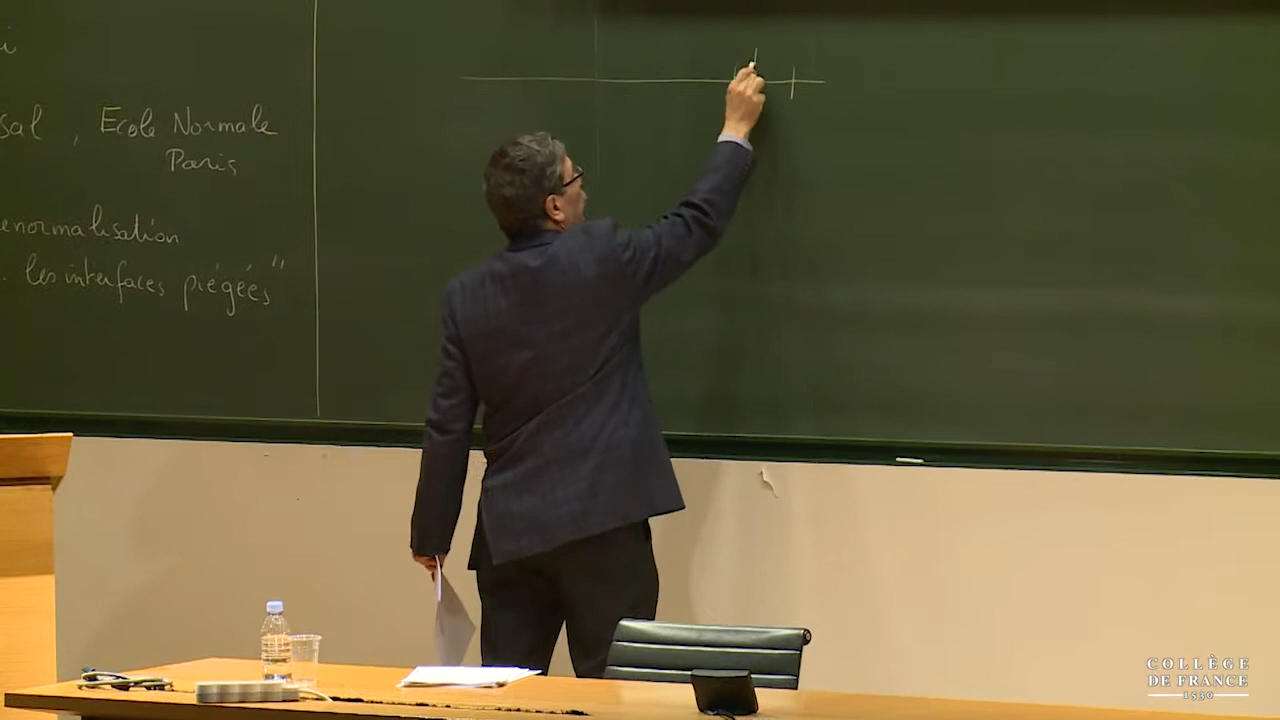 i
sal , Ecole Normale
Paris
enormalisation
. les interfaces piégées"
COLLÈGE
DE FRANCE
1530